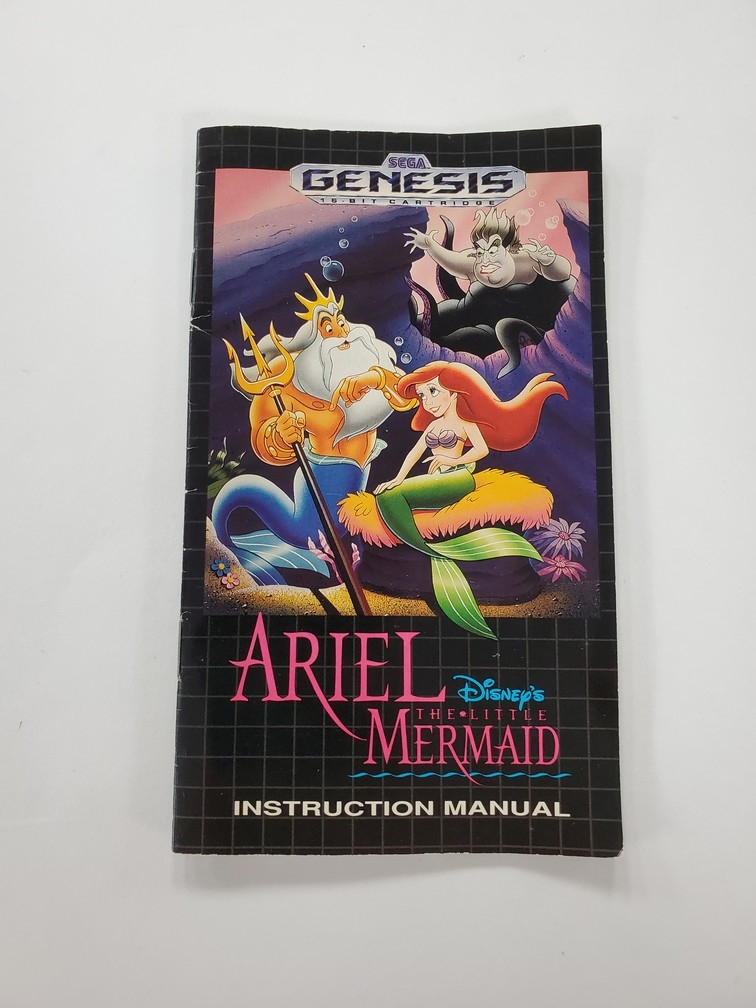 SEGA
GENESIS
16-BIT CARTRIDGE
ARIEL
Disney's
THE LITTLE
MERMAID
INSTRUCTION MANUAL